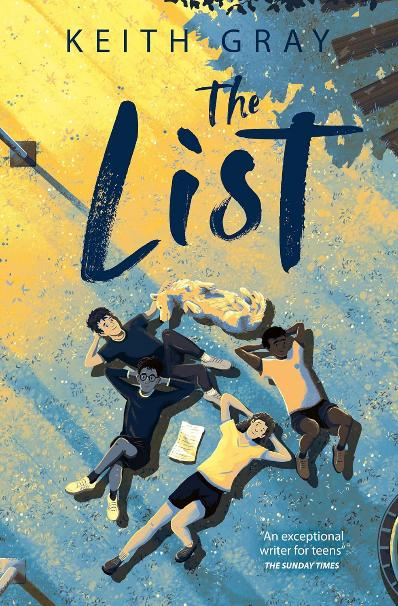 KEITH GRAY
The
List
"An exceptional
writer for teens"
THE SUNDAY TIMES